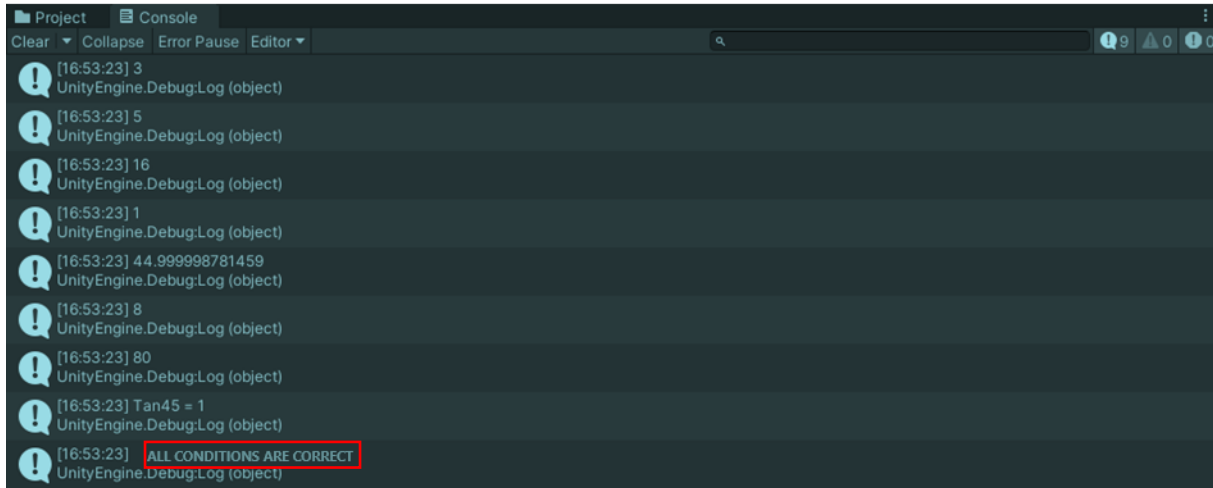 Project Console
Clear Collapse Error Pause Editor 9 0 0
[16:53:23] 3
UnityEngine.Debug:Log (object)
[16:53:23] 5
UnityEngine.Debug:Log (object)
[16:53:23] 16
UnityEngine.Debug:Log (object)
[16:53:23] 1
UnityEngine.Debug:Log (object)
[16:53:23] 44.999998781459
UnityEngine.Debug:Log (object)
[16:53:23] 8
UnityEngine.Debug:Log (object)
[16:53:23] 80
UnityEngine.Debug:Log (object)
[16:53:23] Tan45 = 1
UnityEngine.Debug:Log (object)
[16:53:23] ALL CONDITIONS ARE CORRECT
UnityEngine.Debug:Log (object)